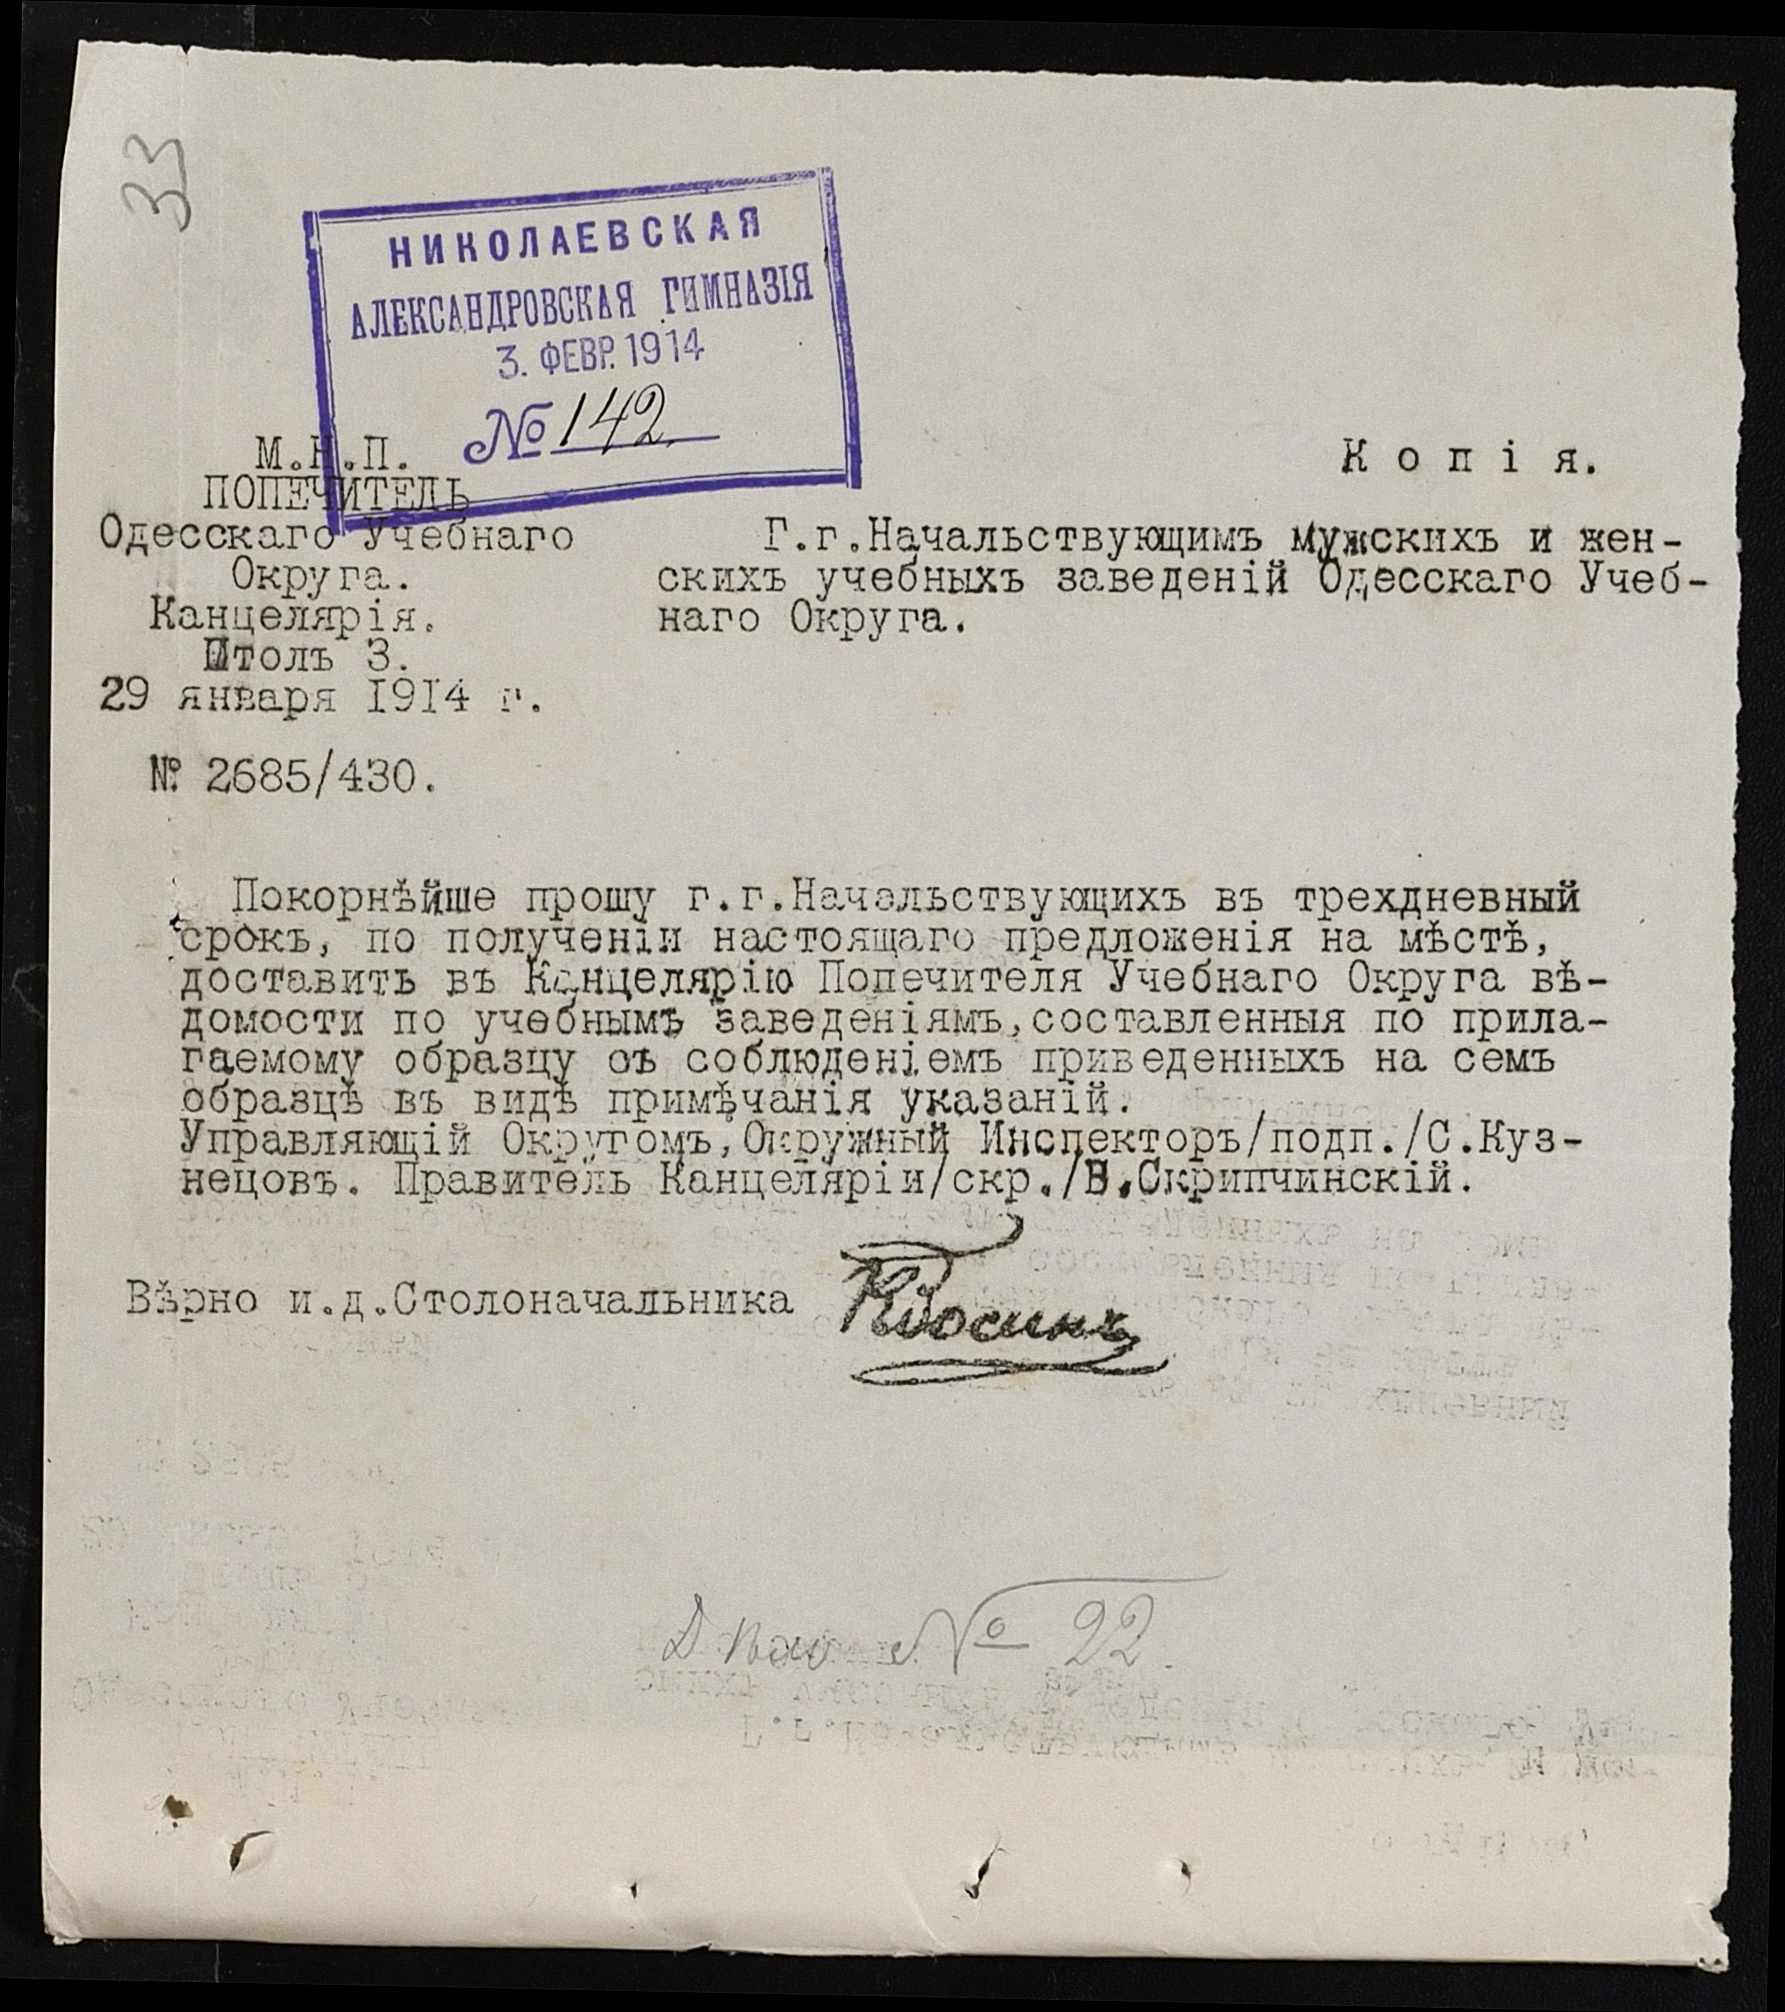 33
НИКОЛАЕВСКАЯ
АЛЕКСАНДРОВСКАЯ ГИМНАЗІЯ
3. ФЕВР. 1914
№ 142
М.Н.П.
ПОПЕЧИТЕЛЬ
Одесскаго Учебнаго
Округа.
Канцелярія.
Столъ 3.
29 января 1914 г.
№ 2685/430.
Копія.
Г.г.Начальствующимъ мужскихъ и жен-
скихъ учебныхъ заведеній Одесскаго Учеб-
наго Округа.
Покорнѣйше прошу г.г.Начальствующихъ въ трехдневный
срокъ, по полученіи настоящаго предложенія на мѣстѣ,
доставить въ Канцелярію Попечителя Учебнаго Округа вѣ-
домости по учебнымъ заведеніямъ,составленныя по прила-
гаемому образцу съ соблюденіемъ приведенныхъ на семъ
образцѣ въ видѣ примѣчанія указаній.
Управляющій Округомъ,Окружный Инспекторъ/подп./С.Куз-
нецовъ. Правитель Канцеляріи/скр./В.Скрипчинскій.
Вѣрно и.д.Столоначальника
№ 22